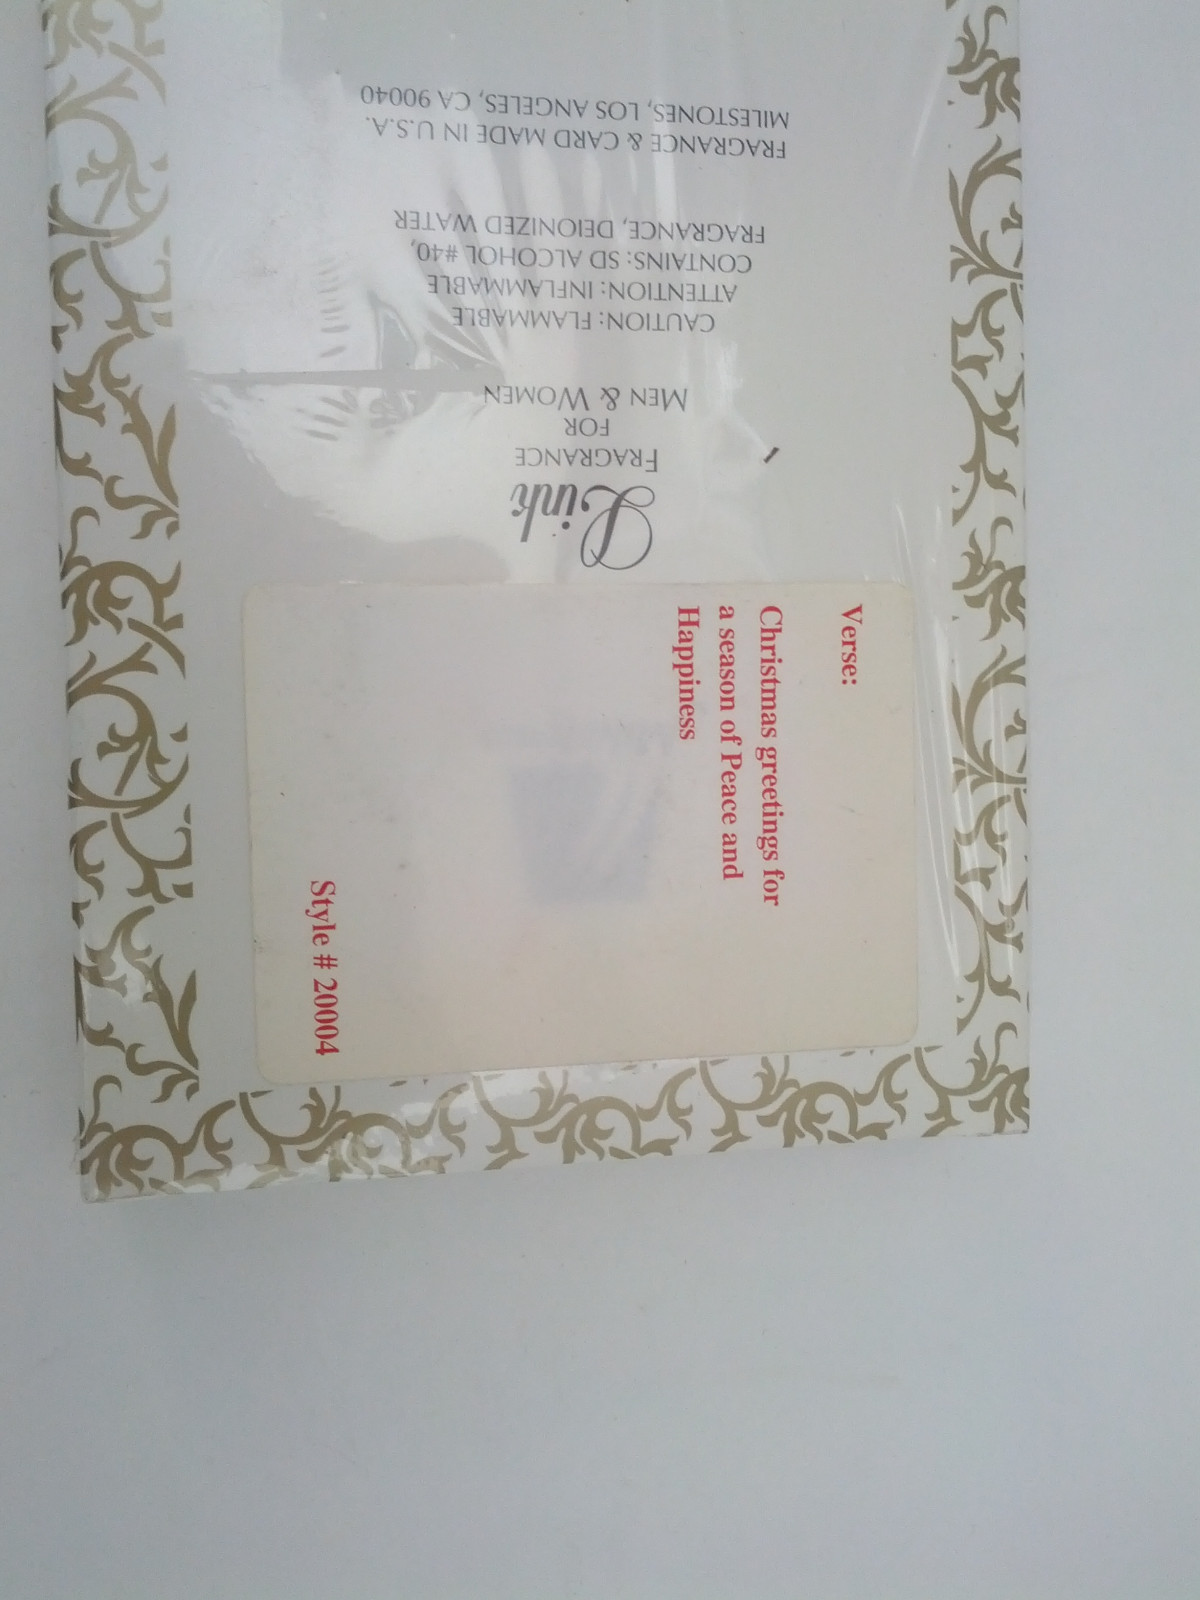 Link
FRAGRANCE
FOR
MEN & WOMEN
CAUTION: FLAMMABLE
ATTENTION: INFLAMMABLE
CONTAINS: SD ALCOHOL #40,
FRAGRANCE, DEIONIZED WATER
FRAGRANCE & CARD MADE IN U.S.A.
MILESTONES, LOS ANGELES, CA 90040
Verse:
Christmas greetings for
a season of Peace and
Happiness
Style # 20004